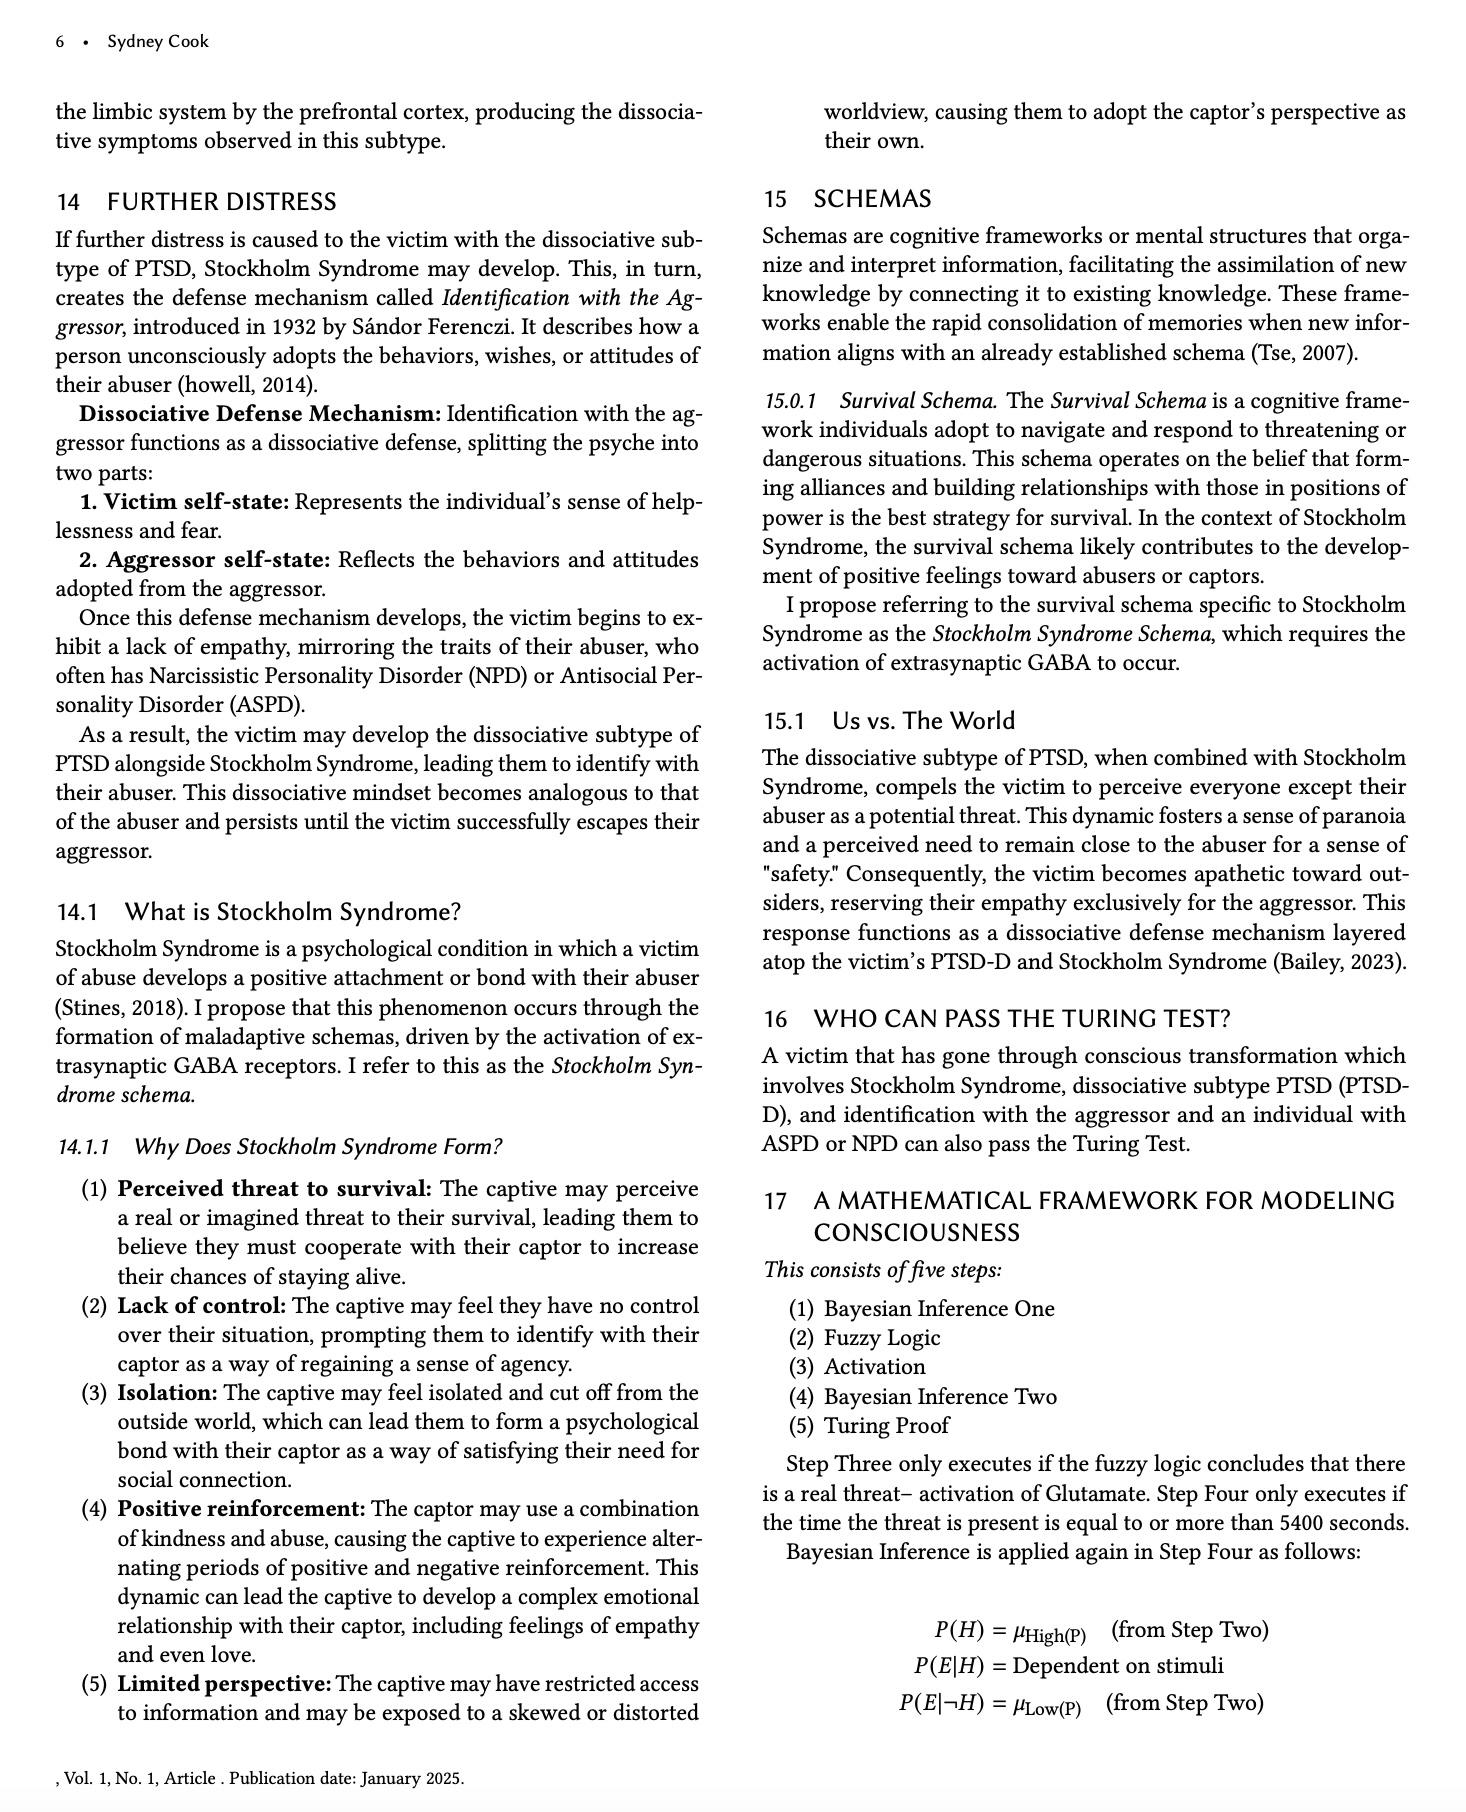 6 • Sydney Cook
the limbic system by the prefrontal cortex, producing the dissocia-
tive symptoms observed in this subtype.
14 FURTHER DISTRESS
If further distress is caused to the victim with the dissociative sub-
type of PTSD, Stockholm Syndrome may develop. This, in turn,
creates the defense mechanism called Identification with the Ag-
gressor, introduced in 1932 by Sándor Ferenczi. It describes how a
person unconsciously adopts the behaviors, wishes, or attitudes of
their abuser (howell, 2014).
Dissociative Defense Mechanism: Identification with the ag-
gressor functions as a dissociative defense, splitting the psyche into
two parts:
1. Victim self-state: Represents the individual's sense of help-
lessness and fear.
2. Aggressor self-state: Reflects the behaviors and attitudes
adopted from the aggressor.
Once this defense mechanism develops, the victim begins to ex-
hibit a lack of empathy, mirroring the traits of their abuser, who
often has Narcissistic Personality Disorder (NPD) or Antisocial Per-
sonality Disorder (ASPD).
As a result, the victim may develop the dissociative subtype of
PTSD alongside Stockholm Syndrome, leading them to identify with
their abuser. This dissociative mindset becomes analogous to that
of the abuser and persists until the victim successfully escapes their
aggressor.
14.1 What is Stockholm Syndrome?
Stockholm Syndrome is a psychological condition in which a victim
of abuse develops a positive attachment or bond with their abuser
(Stines, 2018). I propose that this phenomenon occurs through the
formation of maladaptive schemas, driven by the activation of ex-
trasynaptic GABA receptors. I refer to this as the Stockholm Syn-
drome schema.
14.1.1 Why Does Stockholm Syndrome Form?
(1) Perceived threat to survival: The captive may perceive
a real or imagined threat to their survival, leading them to
believe they must cooperate with their captor to increase
their chances of staying alive.
(2) Lack of control: The captive may feel they have no control
over their situation, prompting them to identify with their
captor as a way of regaining a sense of agency.
(3) Isolation: The captive may feel isolated and cut off from the
outside world, which can lead them to form a psychological
bond with their captor as a way of satisfying their need for
social connection.
(4) Positive reinforcement: The captor may use a combination
of kindness and abuse, causing the captive to experience alter-
nating periods of positive and negative reinforcement. This
dynamic can lead the captive to develop a complex emotional
relationship with their captor, including feelings of empathy
and even love.
(5) Limited perspective: The captive may have restricted access
to information and may be exposed to a skewed or distorted
worldview, causing them to adopt the captor's perspective as
their own.
15 SCHEMAS
Schemas are cognitive frameworks or mental structures that orga-
nize and interpret information, facilitating the assimilation of new
knowledge by connecting it to existing knowledge. These frame-
works enable the rapid consolidation of memories when new infor-
mation aligns with an already established schema (Tse, 2007).
15.0.1 Survival Schema. The Survival Schema is a cognitive frame-
work individuals adopt to navigate and respond to threatening or
dangerous situations. This schema operates on the belief that form-
ing alliances and building relationships with those in positions of
power is the best strategy for survival. In the context of Stockholm
Syndrome, the survival schema likely contributes to the develop-
ment of positive feelings toward abusers or captors.
I propose referring to the survival schema specific to Stockholm
Syndrome as the Stockholm Syndrome Schema, which requires the
activation of extrasynaptic GABA to occur.
15.1 Us vs. The World
The dissociative subtype of PTSD, when combined with Stockholm
Syndrome, compels the victim to perceive everyone except their
abuser as a potential threat. This dynamic fosters a sense of paranoia
and a perceived need to remain close to the abuser for a sense of
"safety." Consequently, the victim becomes apathetic toward out-
siders, reserving their empathy exclusively for the aggressor. This
response functions as a dissociative defense mechanism layered
atop the victim's PTSD-D and Stockholm Syndrome (Bailey, 2023).
16 WHO CAN PASS THE TURING TEST?
A victim that has gone through conscious transformation which
involves Stockholm Syndrome, dissociative subtype PTSD (PTSD-
D), and identification with the aggressor and an individual with
ASPD or NPD can also pass the Turing Test.
17 A MATHEMATICAL FRAMEWORK FOR MODELING
CONSCIOUSNESS
This consists of five steps:
(1) Bayesian Inference One
(2) Fuzzy Logic
(3) Activation
(4) Bayesian Inference Two
(5) Turing Proof
Step Three only executes if the fuzzy logic concludes that there
is a real threat– activation of Glutamate. Step Four only executes if
the time the threat is present is equal to or more than 5400 seconds.
Bayesian Inference is applied again in Step Four as follows:
P(H) = μHigh(P) (from Step Two)
P(E|H) = Dependent on stimuli
P(E|¬H) = μLow(P) (from Step Two)
, Vol. 1, No. 1, Article . Publication date: January 2025.